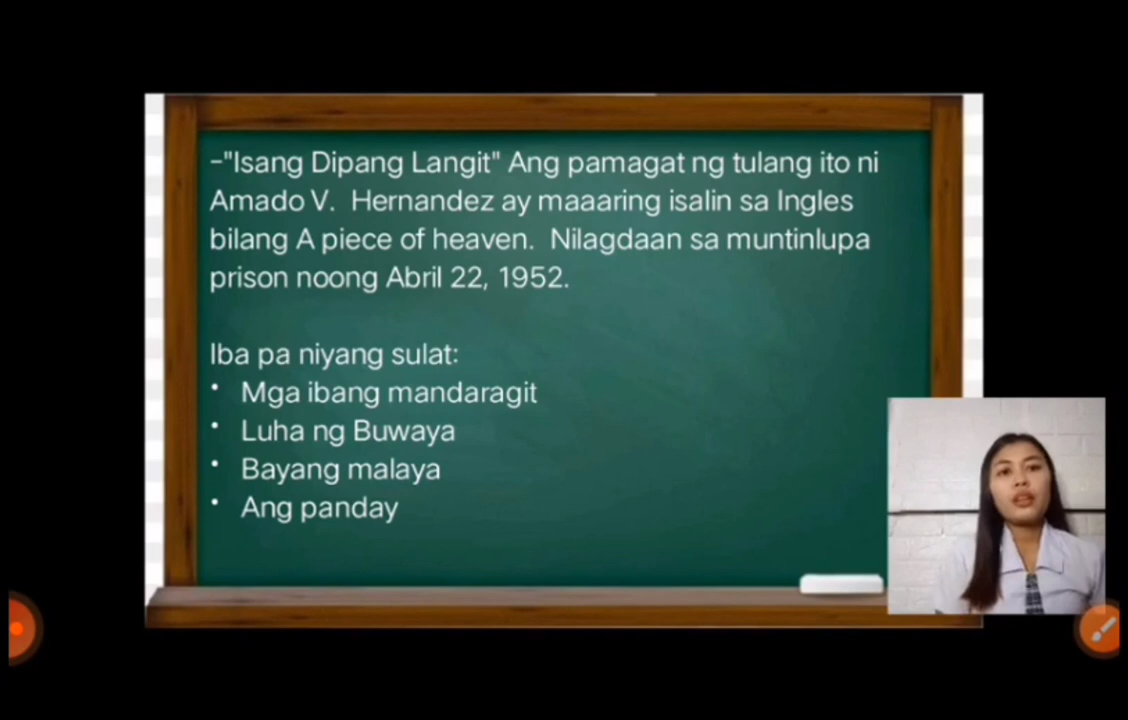 -"Isang Dipang Langit" Ang pamagat ng tulang ito ni
Amado V.  Hernandez ay maaaring isalin sa Ingles
bilang A piece of heaven.  Nilagdaan sa muntinlupa
prison noong Abril 22, 1952.
Iba pa niyang sulat:
• Mga ibang mandaragit
• Luha ng Buwaya
• Bayang malaya
• Ang panday